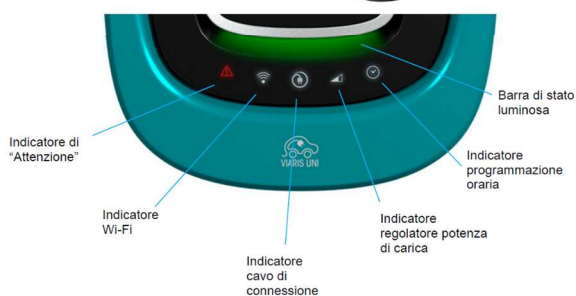 VIARIS UNI
Barra di stato
luminosa
Indicatore di
"Attenzione"
Indicatore
programmazione
oraria
Indicatore
Wi-Fi
Indicatore
regolatore potenza
di carica
Indicatore
cavo di
connessione